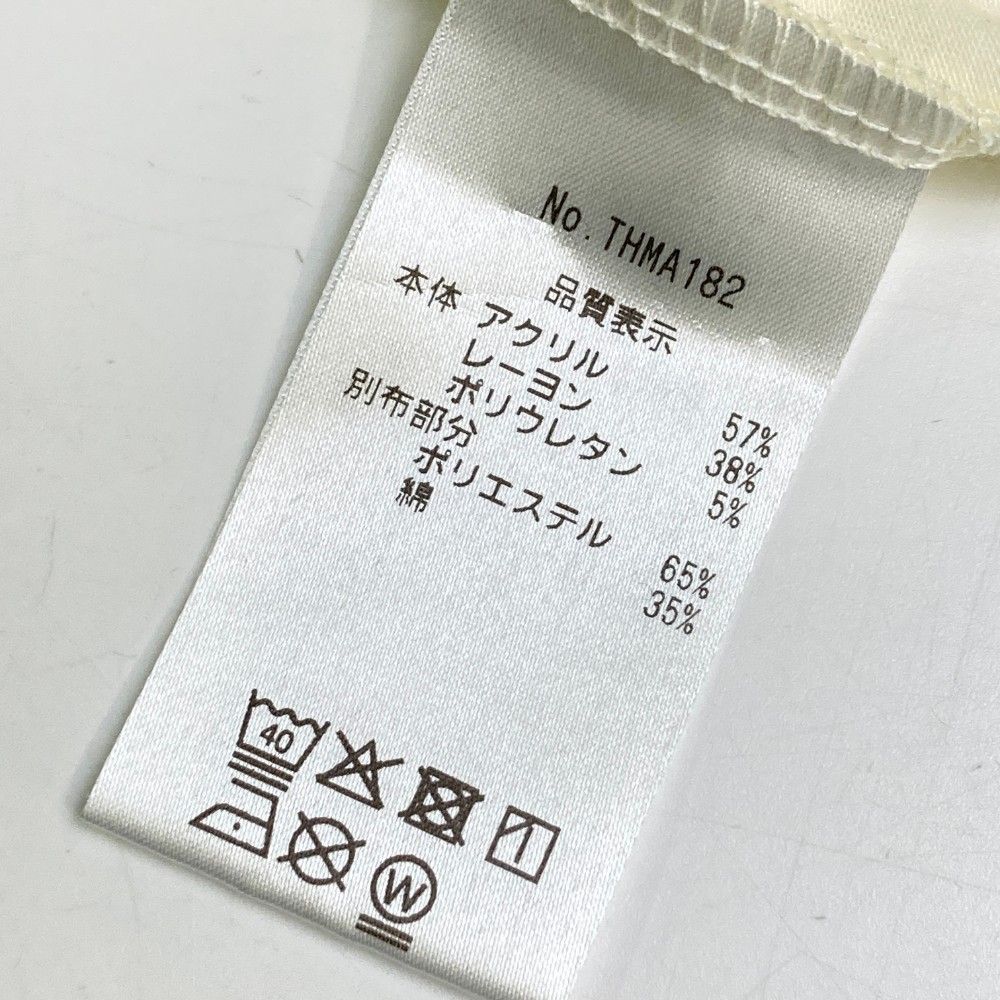 No.THMA182
品質表示
本体 アクリル 57%
レーヨン 38%
ポリウレタン 5%
別布部分
ポリエステル 65%
綿 35%
40
W